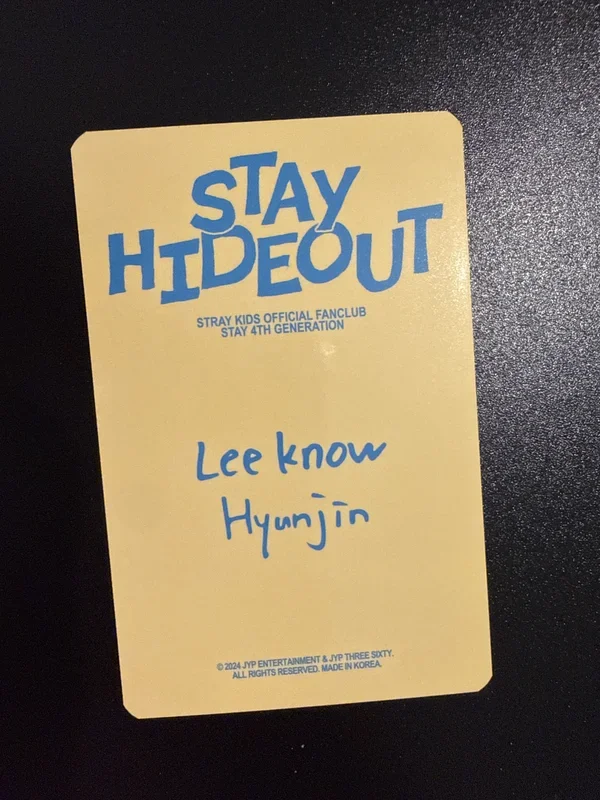 STAY
HIDEOUT
STRAY KIDS OFFICIAL FANCLUB
STAY 4TH GENERATION
Lee know
Hyunjin
© 2024 JYP ENTERTAINMENT & JYP THREE SIXTY.
ALL RIGHTS RESERVED. MADE IN KOREA.